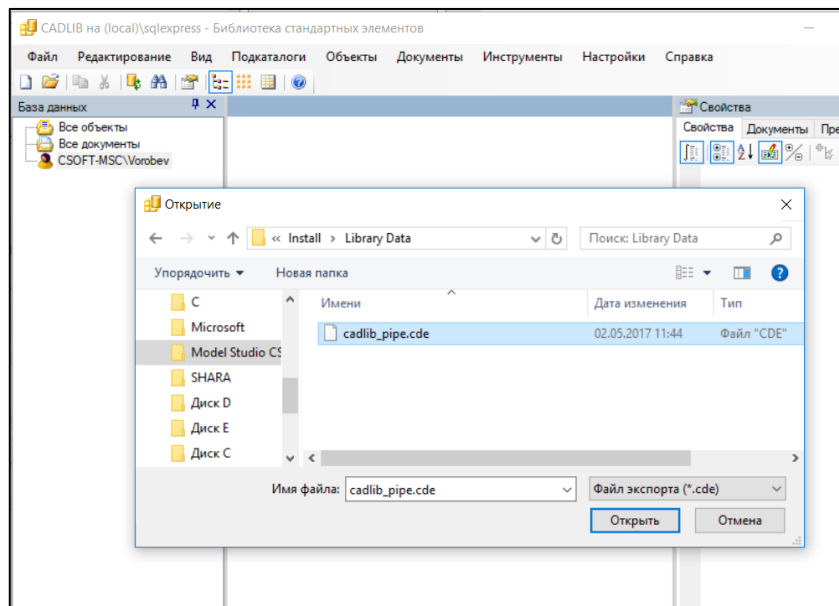 CADLIB на (local)\sqlexpress - Библиотека стандартных элементов
Файл Редактирование Вид Подкаталоги Объекты Документы Инструменты Настройки Справка
База данных
Все объекты
Все документы
CSOFT-MSC\Vorobev
Свойства
Свойства Документы Пре
Открытие
« Install › Library Data
Поиск: Library Data
Упорядочить Новая папка
C
Microsoft
Model Studio CS
SHARA
Диск D
Диск E
Диск C
Имени Дата изменения Тип
cadlib_pipe.cde 02.05.2017 11:44 Файл "CDE"
Имя файла: cadlib_pipe.cde Файл экспорта (*.cde)
Открыть Отмена